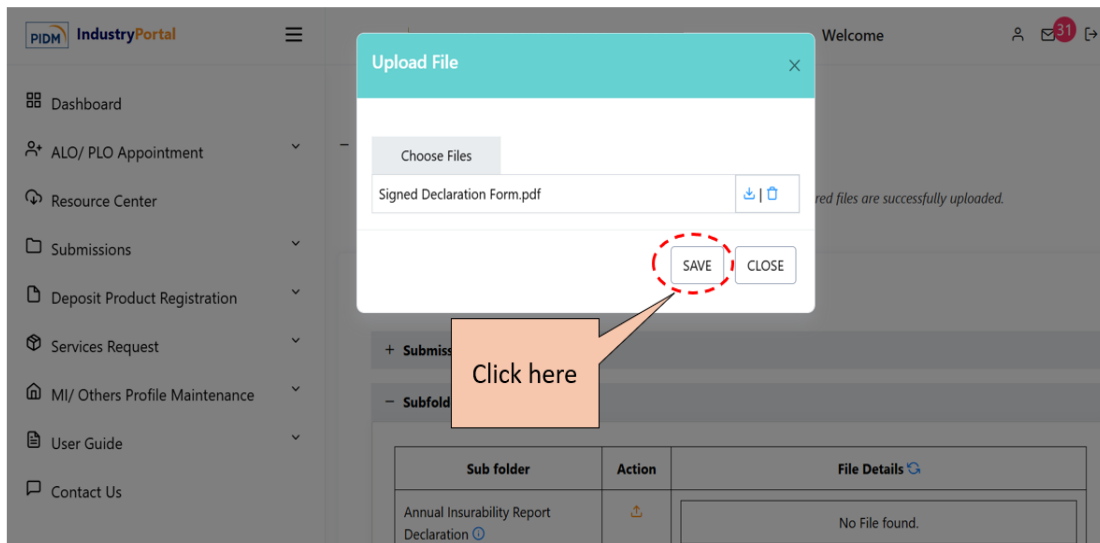 PIDM IndustryPortal
Welcome
31
Upload File
Dashboard
ALO/ PLO Appointment
Choose Files
Signed Declaration Form.pdf
|
Resource Center
red files are successfully uploaded.
Submissions
SAVE
CLOSE
Deposit Product Registration
Services Request
+ Submiss
Click here
MI/ Others Profile Maintenance
− Subfold
User Guide
Sub folder Action File Details
Contact Us
Annual Insurability Report
Declaration
No File found.